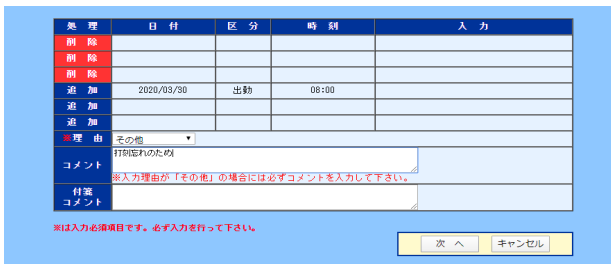 処 理 日 付 区 分 時 刻 入 力
削 除
削 除
削 除
追 加 2020/03/30 出勤 08:00
追 加
追 加
※理 由 その他
コメント 打刻忘れのため
※入力理由が「その他」の場合には必ずコメントを入力して下さい。
付箋
コメント
※は入力必須項目です。必ず入力を行って下さい。
次 へ キャンセル